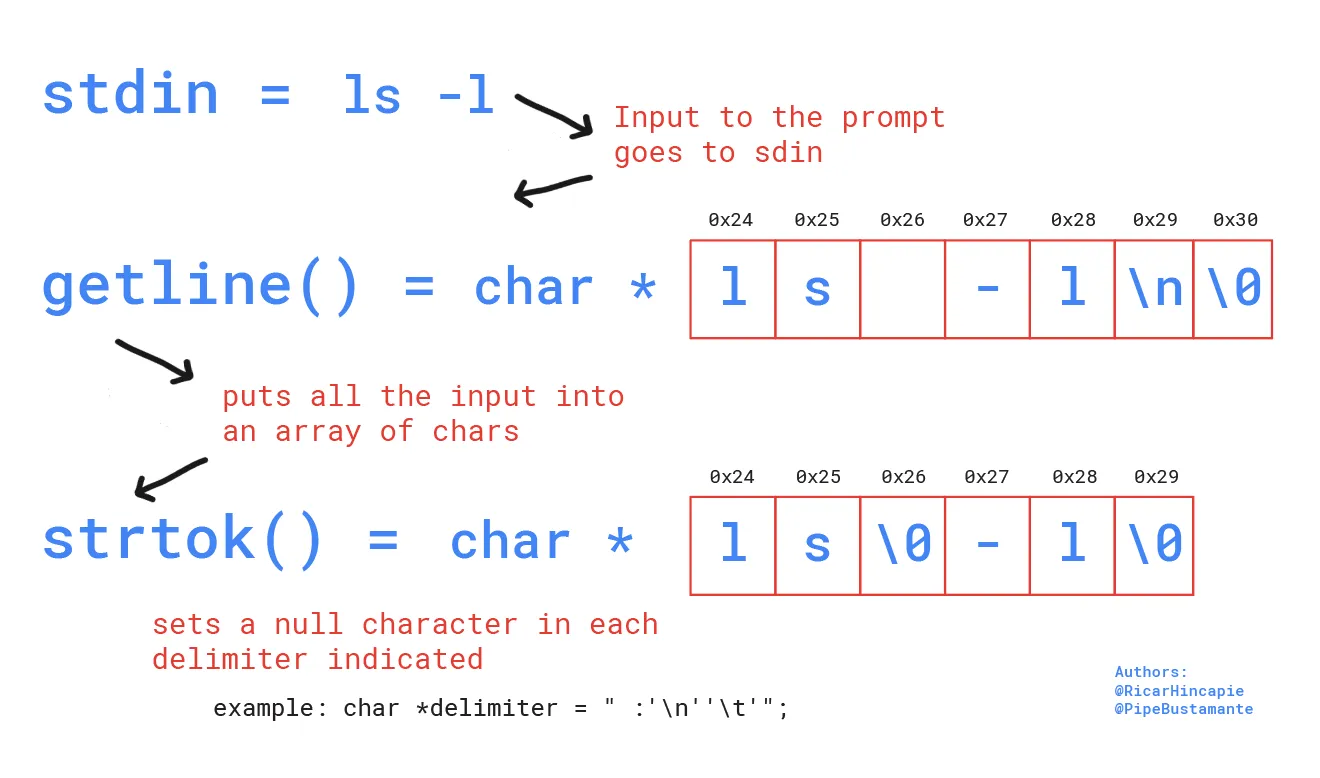 stdin = ls -l
Input to the prompt
goes to sdin
0x24 0x25 0x26 0x27 0x28 0x29 0x30
getline() = char * l s - l \n \0
puts all the input into
an array of chars
0x24 0x25 0x26 0x27 0x28 0x29
strtok() = char * l s \0 - l \0
sets a null character in each
delimiter indicated
example: char *delimiter = " :'\n''\t'";
Authors:
@RicarHincapie
@PipeBustamante